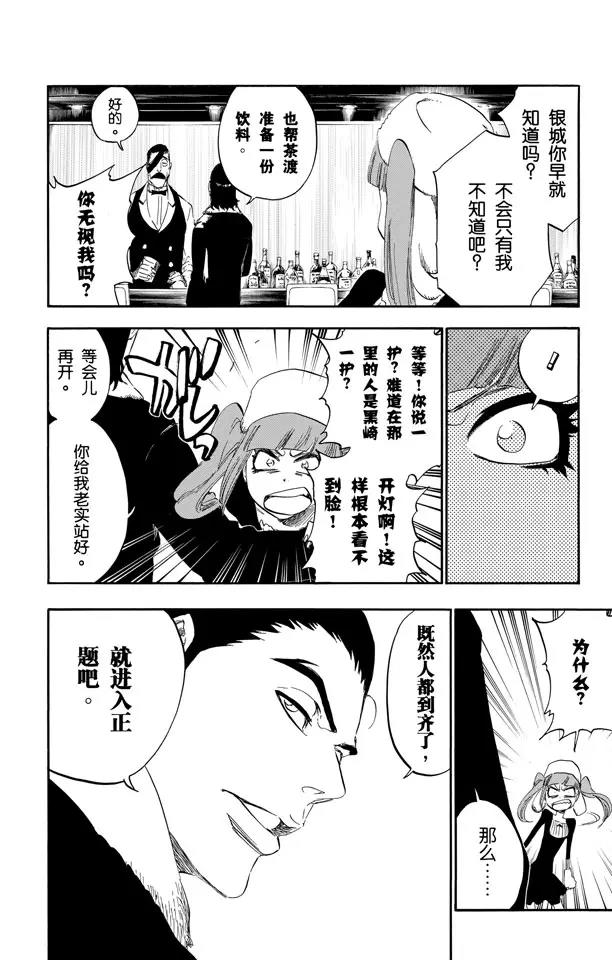 银城你早就
知道吗？
不会只有我
不知道吧？
也帮茶渡
准备一份
饮料。
好的。
你无视我吗？
！
等等！你说一
护？难道在那
里的人是黑崎
一护？
开灯啊！这
样根本看不
到脸！
等会儿
再开。
你给我老实站好。
为什么？
那么……
既然人都到齐了，
就进入正
题吧。